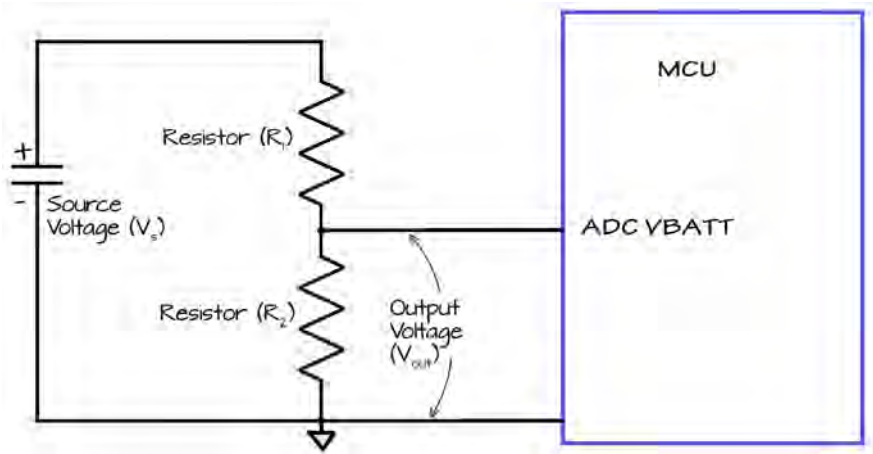 MCU
Resistor (R₁)
+
-
Source
Voltage (Vₛ)
ADC VBATT
Resistor (R₂)
Output
Voltage
(Vout)